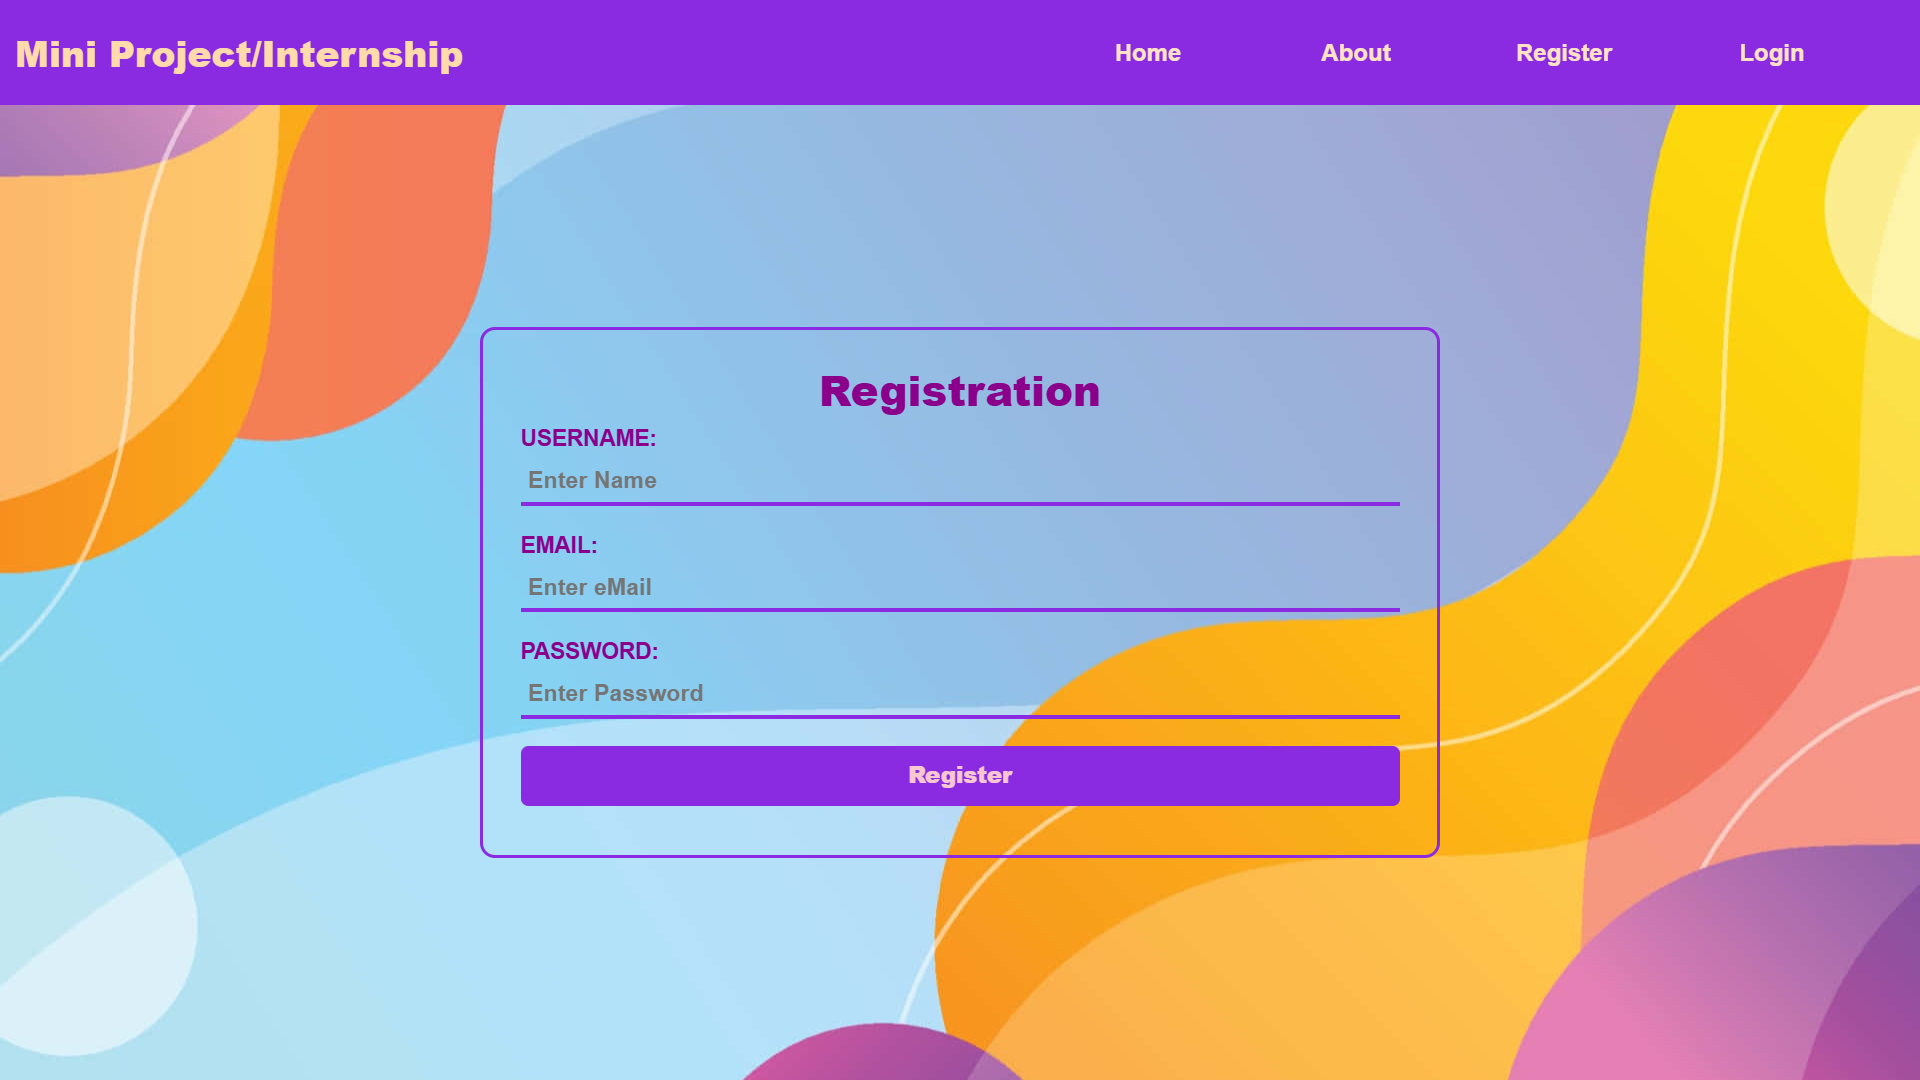 Mini Project/Internship
Home About Register Login
Registration
USERNAME:
Enter Name
EMAIL:
Enter eMail
PASSWORD:
Enter Password
Register